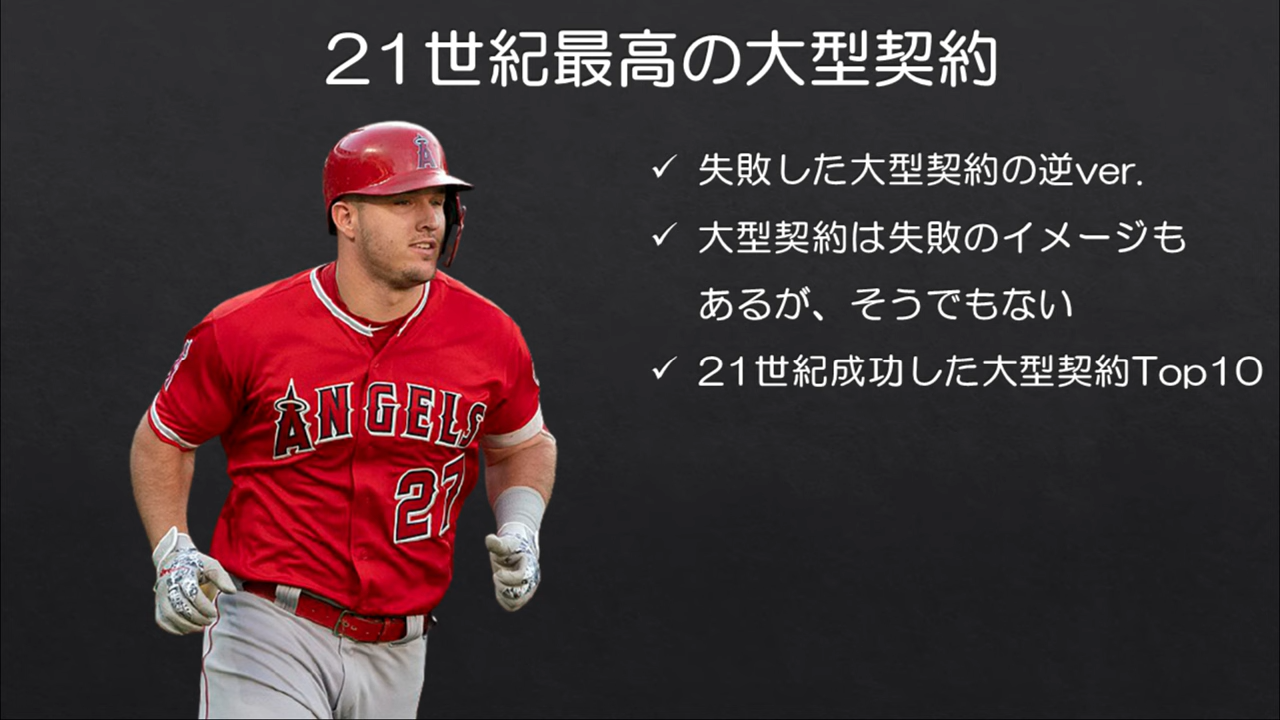 21世紀最高の大型契約
✓ 失敗した大型契約の逆ver.
✓ 大型契約は失敗のイメージも
あるが、そうでもない
✓ 21世紀成功した大型契約Top10
A
ANGELS
27